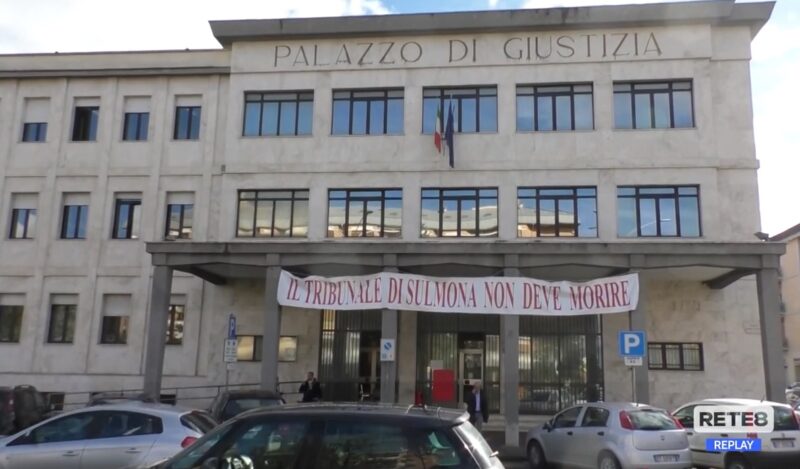 PALAZZO DI GIUSTIZIA
IL TRIBUNALE DI SULMONA NON DEVE MORIRE
P
RETE8
REPLAY